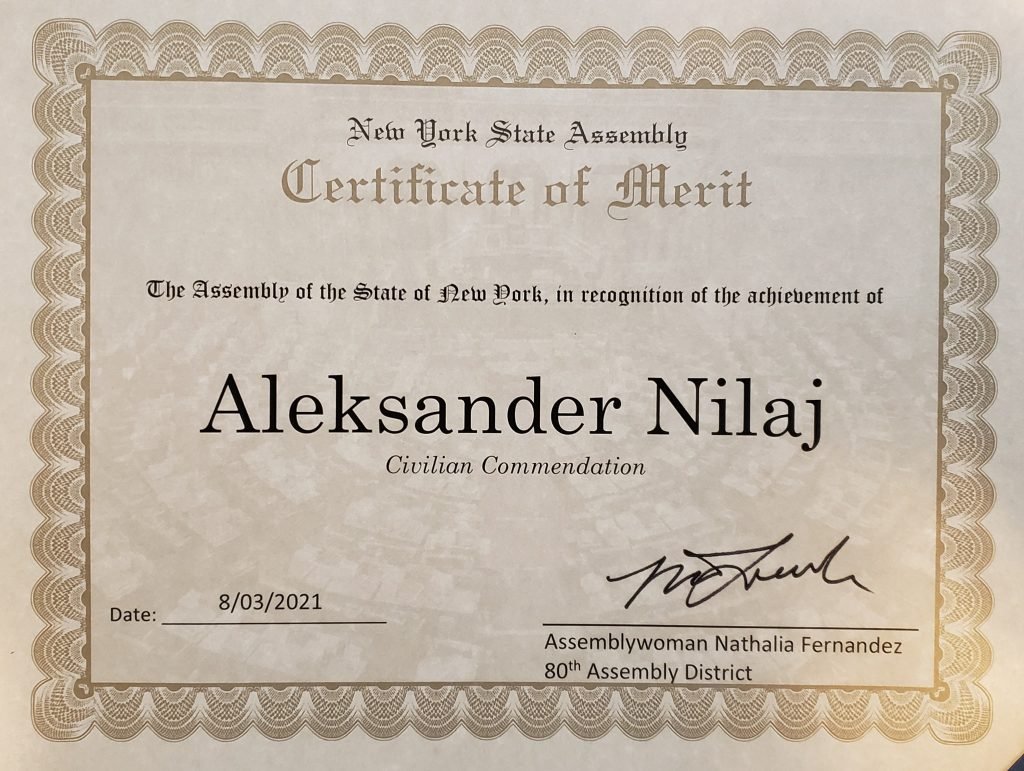 New York State Assembly
Certificate of Merit
The Assembly of the State of New York, in recognition of the achievement of
Aleksander Nilaj
Civilian Commendation
Date: 8/03/2021
Assemblywoman Nathalia Fernandez
80th Assembly District